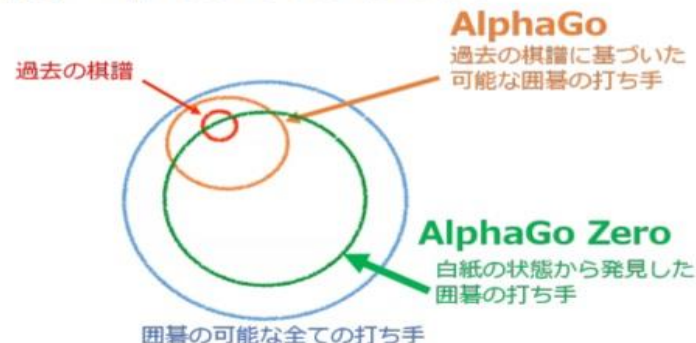 AlphaGo
過去の棋譜に基づいた
可能な囲碁の打ち手
過去の棋譜
AlphaGo Zero
白紙の状態から発見した
囲碁の打ち手
囲碁の可能な全ての打ち手